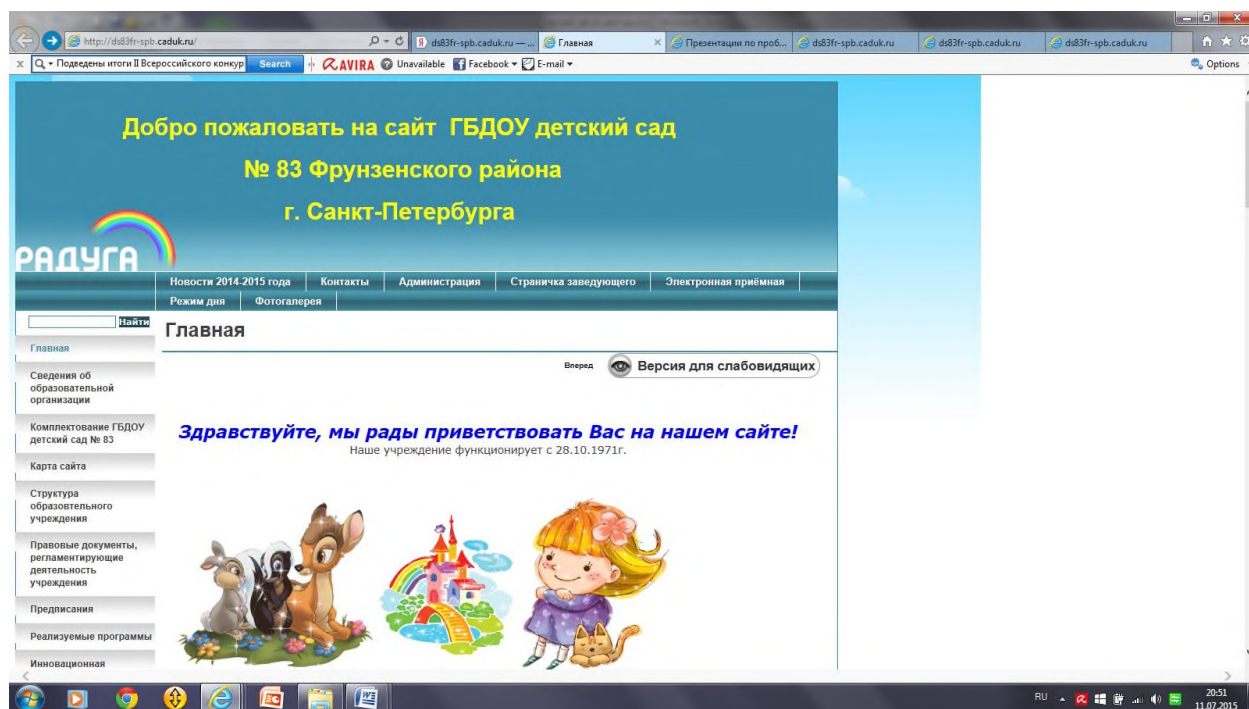 http://ds83fr-spb.caduk.ru/
ds83fr-spb.caduk.ru — ...
Главная
Презентации по проб...
ds83fr-spb.caduk.ru
ds83fr-spb.caduk.ru
ds83fr-spb.caduk.ru
Подведены итоги II Всероссийского конкур
Search
AVIRA
Unavailable
Facebook
E-mail
Options
Добро пожаловать на сайт ГБДОУ детский сад
№ 83 Фрунзенского района
г. Санкт-Петербурга
РАДУГА
Новости 2014-2015 года
Контакты
Администрация
Страничка заведующего
Электронная приёмная
Режим дня
Фотогалерея
Найти
Главная
Сведения об
образовательной
организации
Комплектование ГБДОУ
детский сад № 83
Карта сайта
Структура
образовтельного
учреждения
Правовые документы,
регламентирующие
деятельность
учреждения
Предписания
Реализуемые программы
Инновационная
Главная
Вперед
Версия для слабовидящих
Здравствуйте, мы рады приветствовать Вас на нашем сайте!
Наше учреждение функционирует с 28.10.1971г.
RU
20:51
11.07.2015